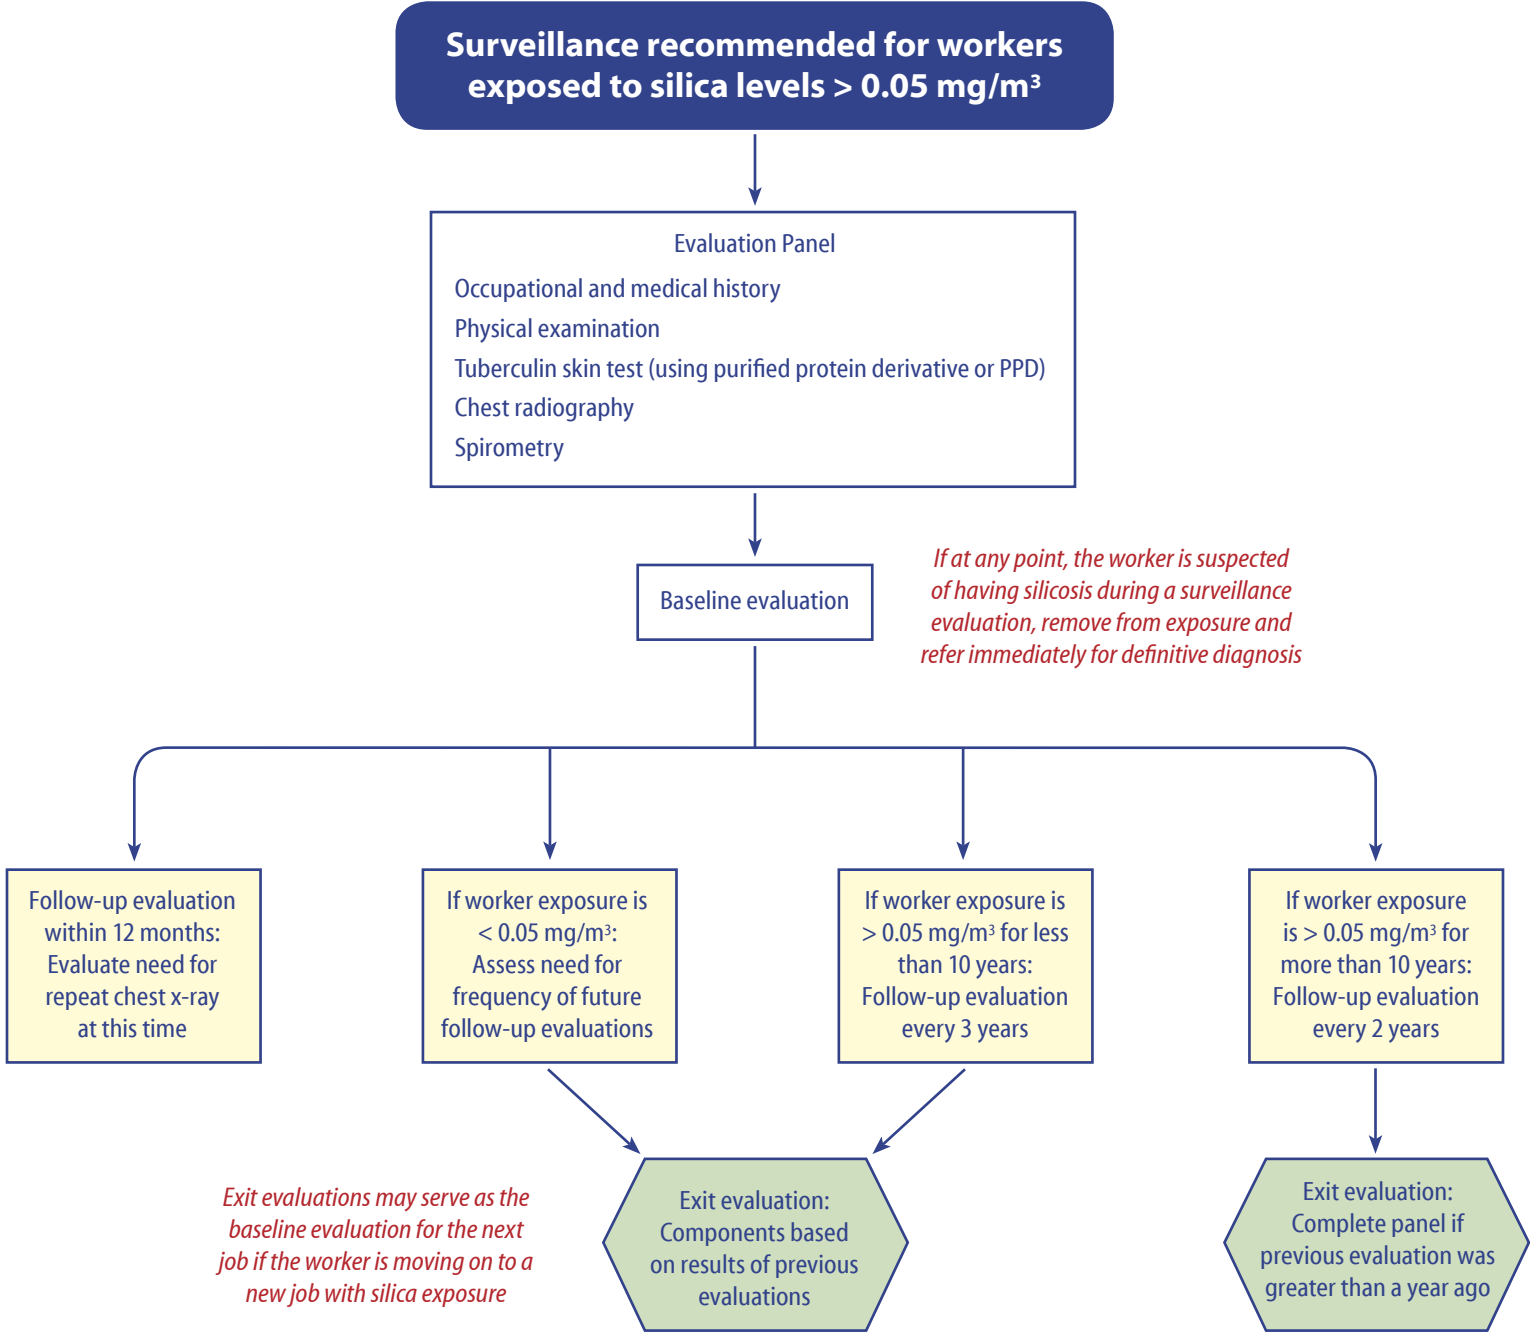 Surveillance recommended for workers
exposed to silica levels > 0.05 mg/m³
Evaluation Panel
Occupational and medical history
Physical examination
Tuberculin skin test (using purified protein derivative or PPD)
Chest radiography
Spirometry
Baseline evaluation
If at any point, the worker is suspected
of having silicosis during a surveillance
evaluation, remove from exposure and
refer immediately for definitive diagnosis
Follow-up evaluation
within 12 months:
Evaluate need for
repeat chest x-ray
at this time
If worker exposure is
< 0.05 mg/m³:
Assess need for
frequency of future
follow-up evaluations
If worker exposure is
> 0.05 mg/m³ for less
than 10 years:
Follow-up evaluation
every 3 years
If worker exposure
is > 0.05 mg/m³ for
more than 10 years:
Follow-up evaluation
every 2 years
Exit evaluations may serve as the
baseline evaluation for the next
job if the worker is moving on to a
new job with silica exposure
Exit evaluation:
Components based
on results of previous
evaluations
Exit evaluation:
Complete panel if
previous evaluation was
greater than a year ago